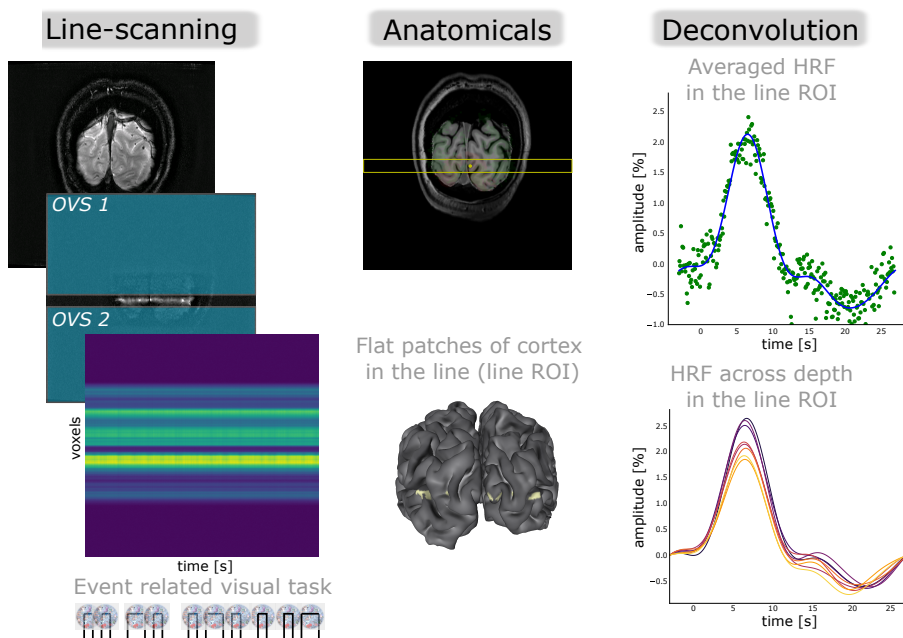 Line-scanning
OVS 1
OVS 2
voxels
time [s]
Event related visual task
Anatomicals
Flat patches of cortex
in the line (line ROI)
Deconvolution
Averaged HRF
in the line ROI
amplitude [%]
2.5
2.0
1.5
1.0
0.5
0.0
−0.5
−1.0
0
5
10
15
20
25
time [s]
HRF across depth
in the line ROI
amplitude [%]
2.5
2.0
1.5
1.0
0.5
0.0
−0.5
0
5
10
15
20
25
time [s]